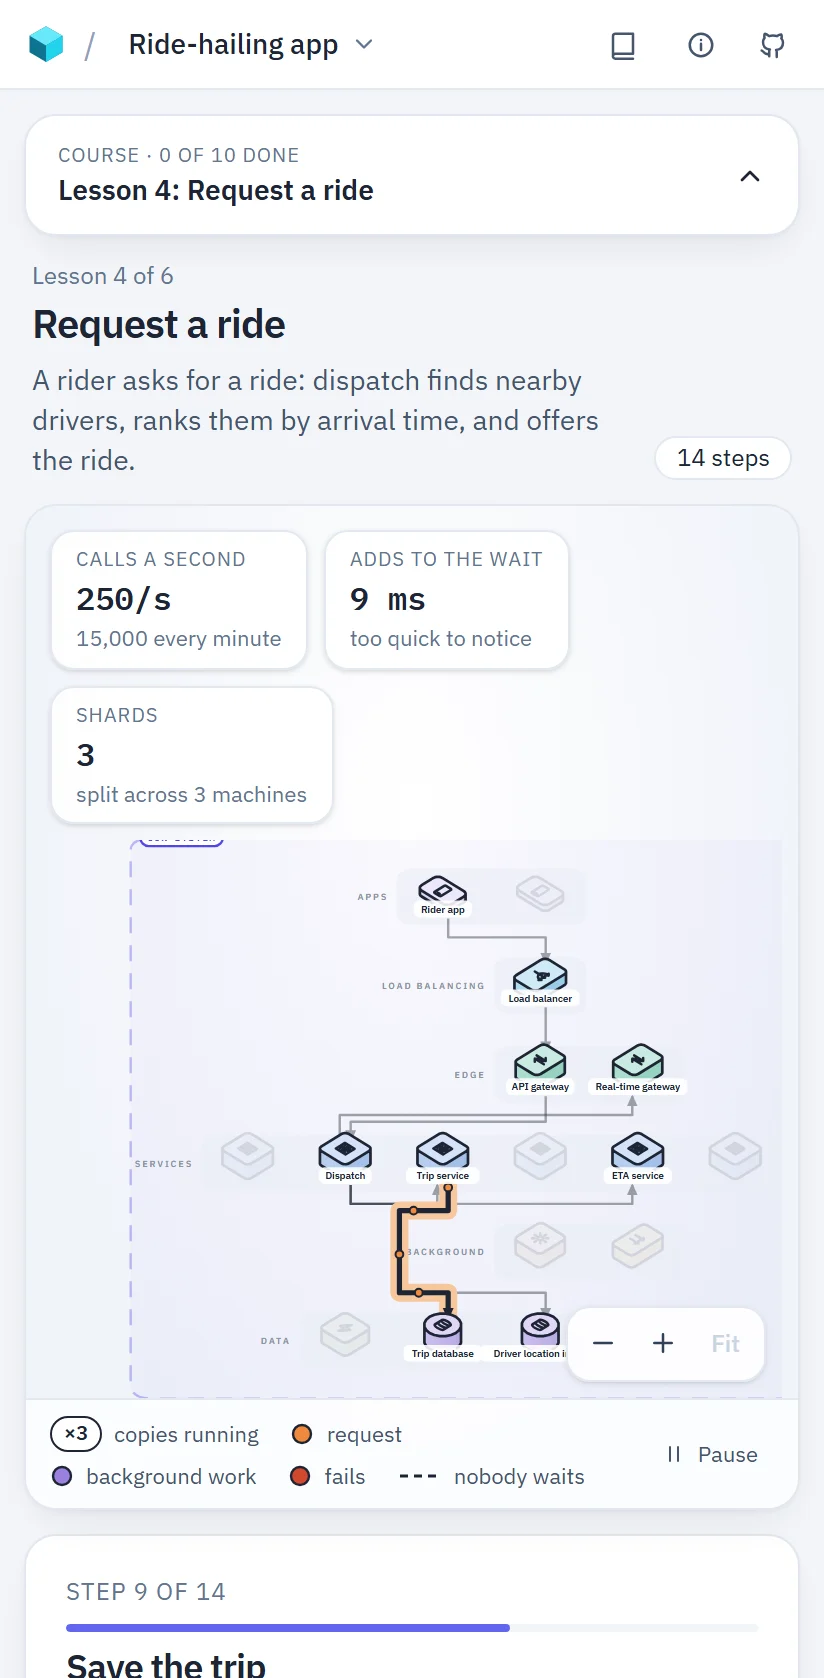 / Ride-hailing app
COURSE · 0 OF 10 DONE
Lesson 4: Request a ride
Lesson 4 of 6
Request a ride
A rider asks for a ride: dispatch finds nearby
drivers, ranks them by arrival time, and offers
the ride.
14 steps
CALLS A SECOND
250/s
15,000 every minute
ADDS TO THE WAIT
9 ms
too quick to notice
SHARDS
3
split across 3 machines
APPS
Rider app
LOAD BALANCING
Load balancer
EDGE
API gateway
Real-time gateway
SERVICES
Dispatch
Trip service
ETA service
BACKGROUND
DATA
Trip database
Driver location
Fit
×3 copies running
request
background work
fails
nobody waits
Pause
STEP 9 OF 14
Save the trip